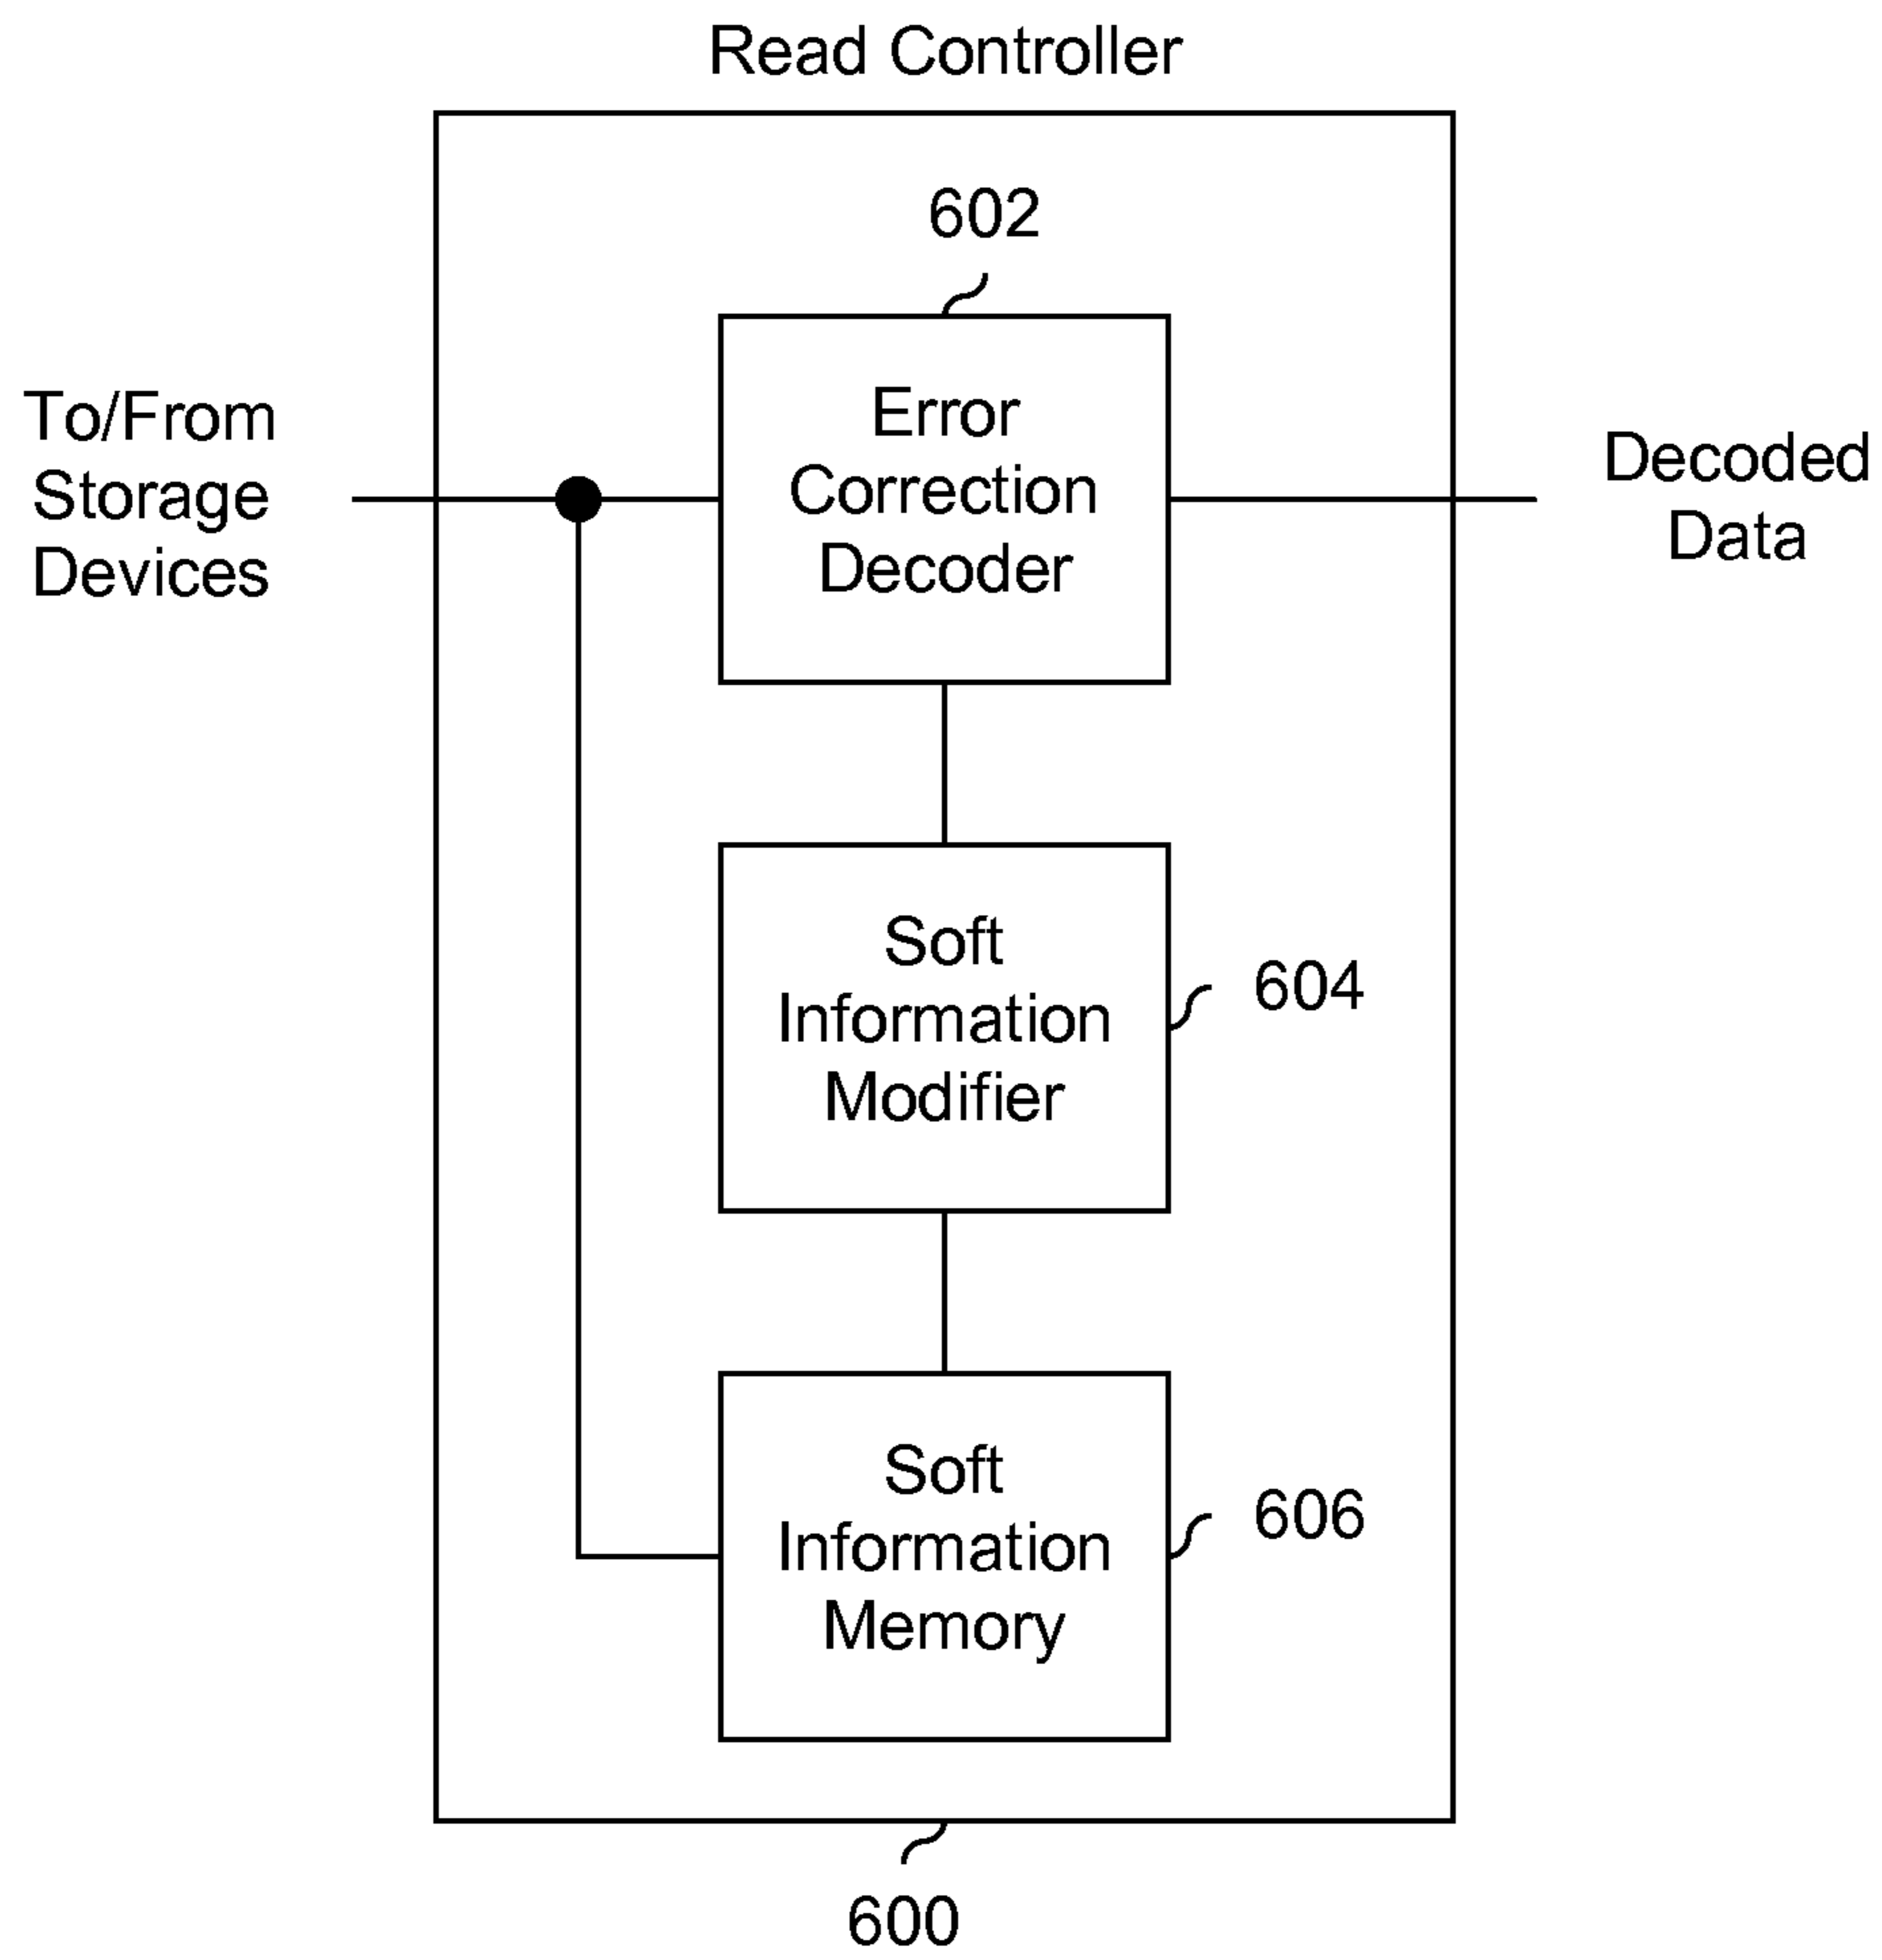 Read Controller
602
To/From
Storage
Devices
Error
Correction
Decoder
Decoded
Data
Soft
Information
Modifier
604
Soft
Information
Memory
606
600